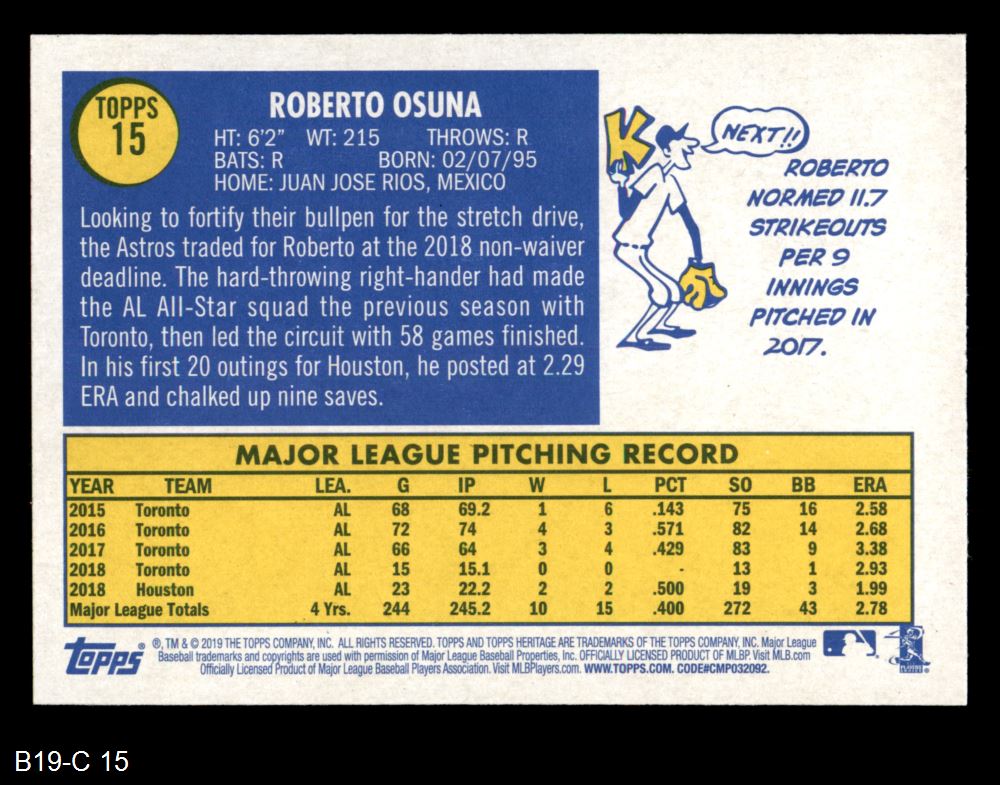 TOPPS
15
ROBERTO OSUNA
HT: 6'2" WT: 215 THROWS: R
BATS: R BORN: 02/07/95
HOME: JUAN JOSE RIOS, MEXICO
Looking to fortify their bullpen for the stretch drive,
the Astros traded for Roberto at the 2018 non-waiver
deadline. The hard-throwing right-hander had made
the AL All-Star squad the previous season with
Toronto, then led the circuit with 58 games finished.
In his first 20 outings for Houston, he posted at 2.29
ERA and chalked up nine saves.
K
NEXT!!
ROBERTO
NORMED 11.7
STRIKEOUTS
PER 9
INNINGS
PITCHED IN
2017.
MAJOR LEAGUE PITCHING RECORD
YEAR TEAM LEA. G IP W L PCT SO BB ERA
2015 Toronto AL 68 69.2 1 6 .143 75 16 2.58
2016 Toronto AL 72 74 4 3 .571 82 14 2.68
2017 Toronto AL 66 64 3 4 .429 83 9 3.38
2018 Toronto AL 15 15.1 0 0 - 13 1 2.93
2018 Houston AL 23 22.2 2 2 .500 19 3 1.99
Major League Totals 4 Yrs. 244 245.2 10 15 .400 272 43 2.78
Topps®
®, TM & © 2019 THE TOPPS COMPANY, INC. ALL RIGHTS RESERVED. TOPPS AND TOPPS HERITAGE ARE TRADEMARKS OF THE TOPPS COMPANY, INC. Major League
Baseball trademarks and copyrights are used with permission of Major League Baseball Properties, Inc. OFFICIALLY LICENSED PRODUCT OF MLBP. Visit MLB.com
Officially Licensed Product of Major League Baseball Players Association. Visit MLBPlayers.com. WWW.TOPPS.COM. CODE#CMP032092.
B19-C 15